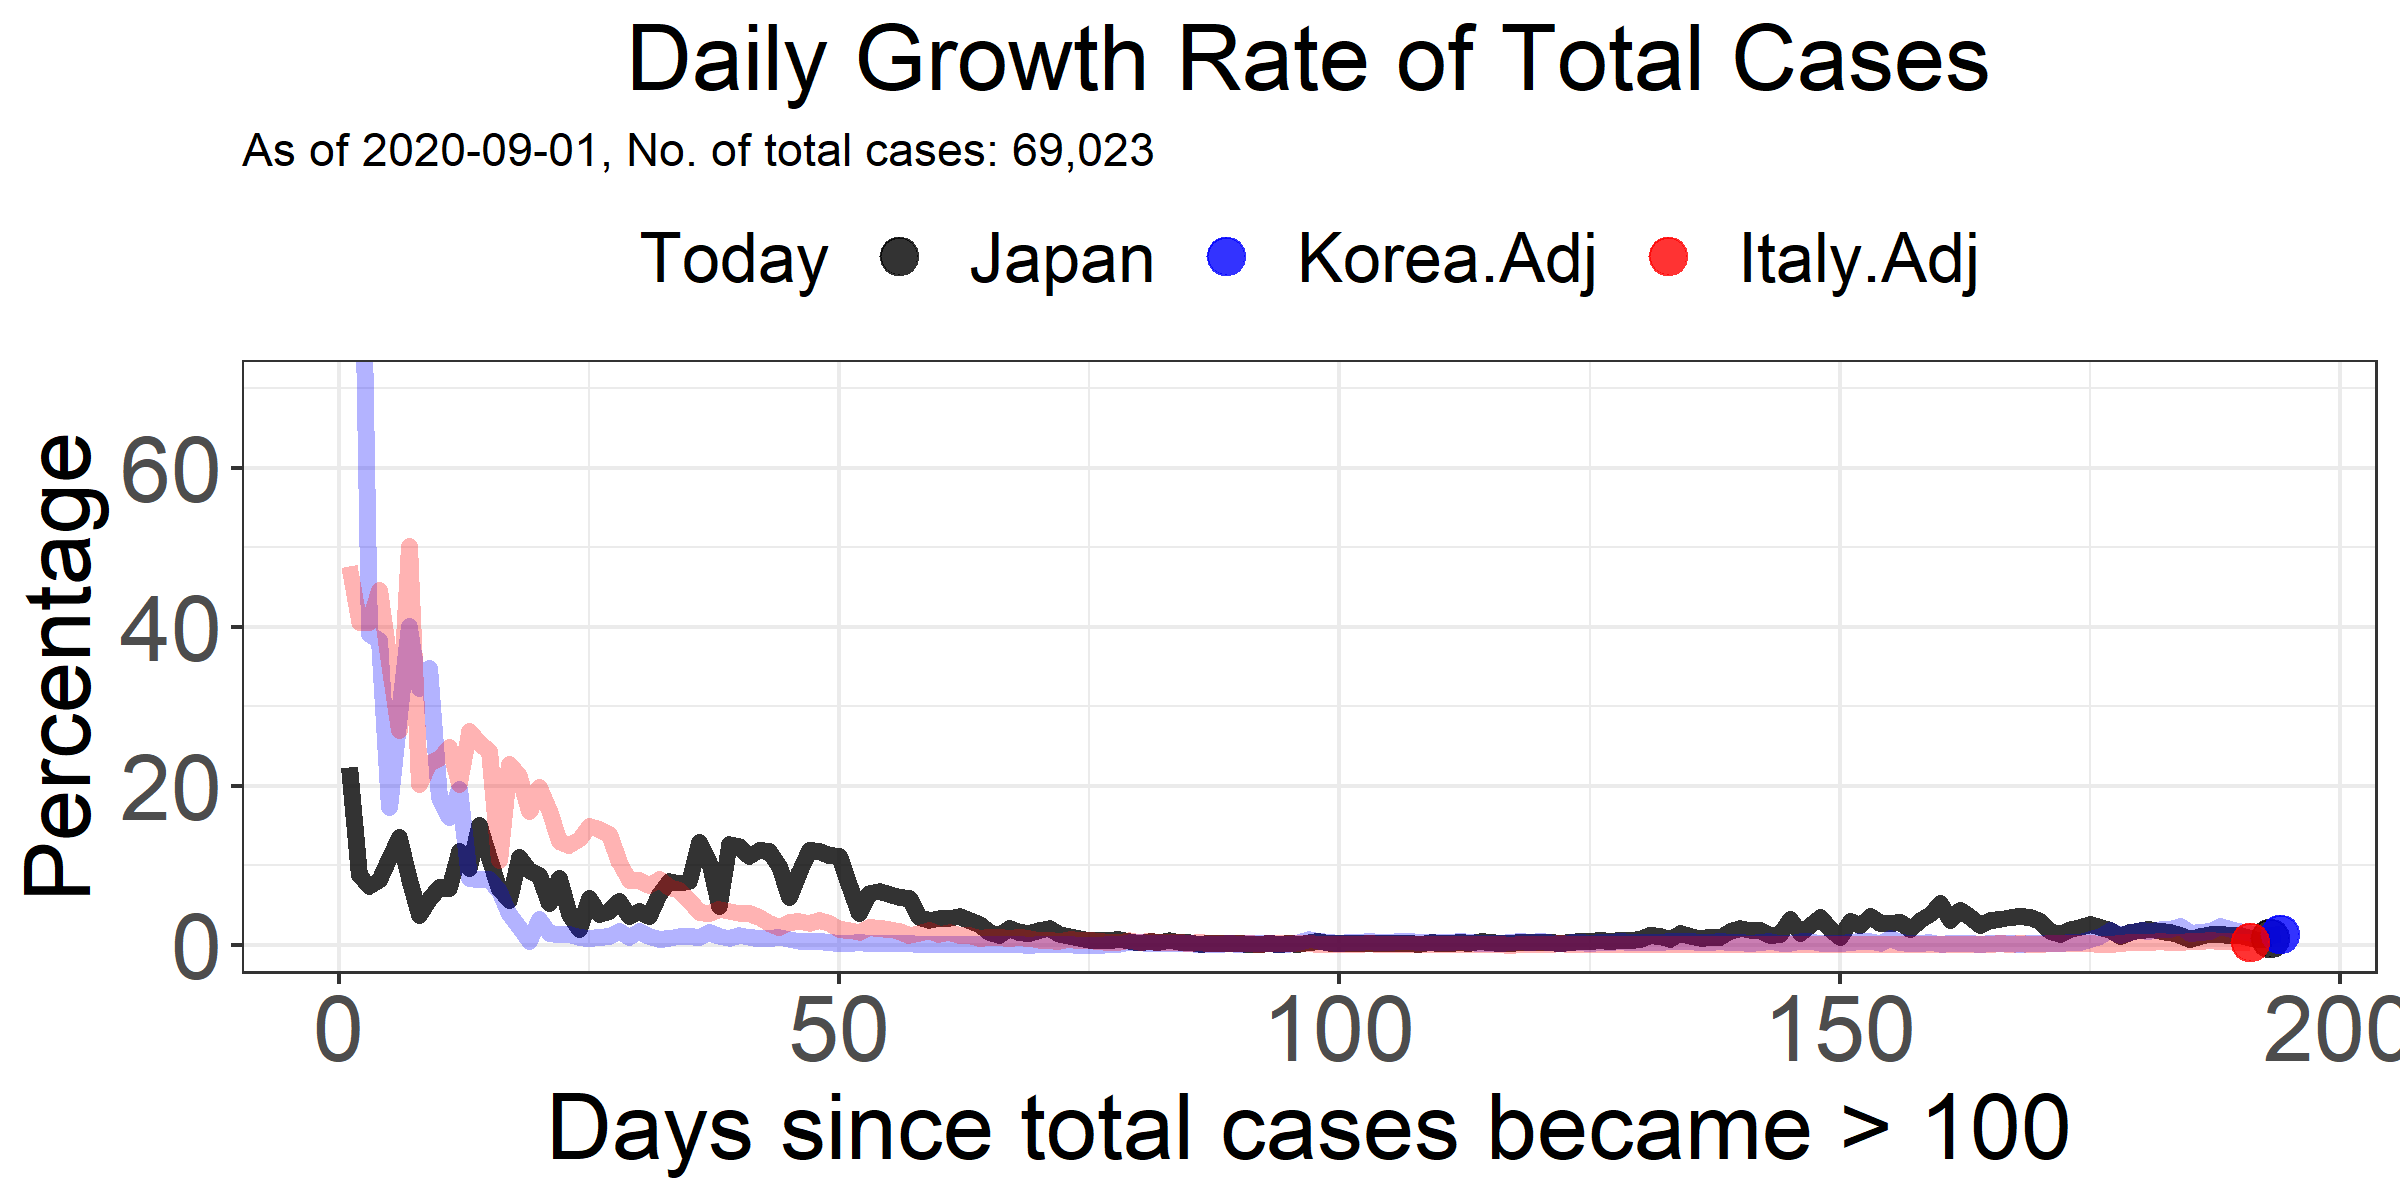 Daily Growth Rate of Total Cases
As of 2020-09-01, No. of total cases: 69,023
Today Japan Korea.Adj Italy.Adj
Percentage
60
40
20
0
0 50 100 150 200
Days since total cases became > 100